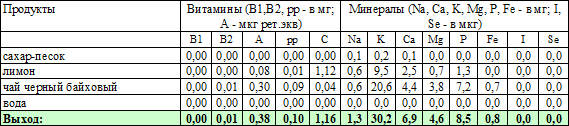 Продукты Витамины (B1,B2, pp - в мг; Минералы (Na, Ca, K, Mg, P, Fe - в мг; I,
A - мкг рет.экв) Se - в мкг)
B1 B2 A pp C Na K Ca Mg P Fe I Se
сахар-песок 0,00 0,00 0,00 0,00 0,00 0,1 0,2 0,1 0,0 0,0 0,0 0,0 0,0
лимон 0,00 0,00 0,08 0,01 1,12 0,6 9,5 2,5 0,7 1,3 0,0 0,0 0,0
чай черный байховый 0,00 0,01 0,30 0,09 0,04 0,6 20,6 4,4 3,8 7,2 0,7 0,0 0,0
вода 0,00 0,00 0,00 0,00 0,00 0,0 0,0 0,0 0,0 0,0 0,0 0,0 0,0
Выход: 0,00 0,01 0,38 0,10 1,16 1,3 30,2 6,9 4,6 8,5 0,8 0,0 0,0